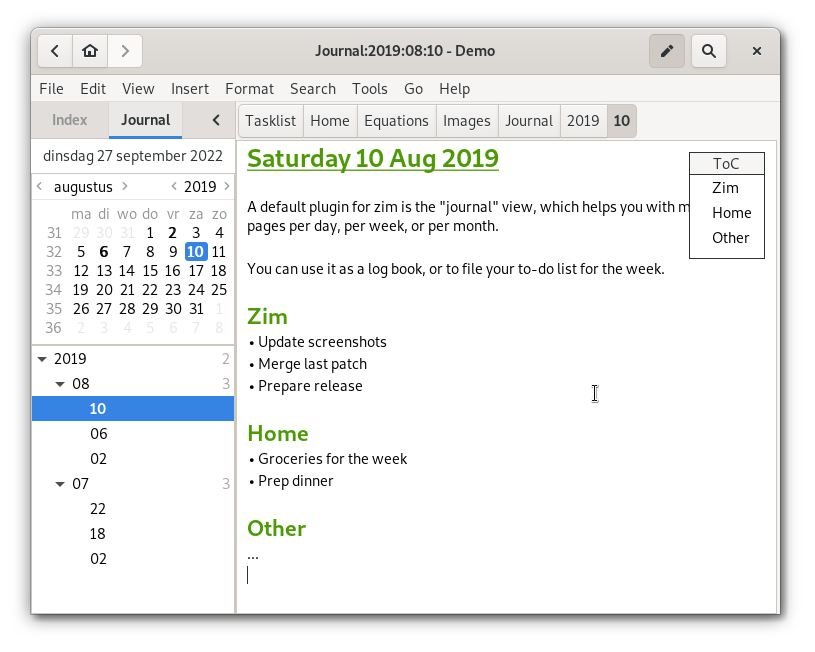 Journal:2019:08:10 - Demo
File Edit View Insert Format Search Tools Go Help
Index Journal
Tasklist Home Equations Images Journal 2019 10
dinsdag 27 september 2022
augustus 2019
ma di wo do vr za zo
31 29 30 31 1 2 3 4
32 5 6 7 8 9 10 11
33 12 13 14 15 16 17 18
34 19 20 21 22 23 24 25
35 26 27 28 29 30 31 1
36 2 3 4 5 6 7 8
2019 2
08 3
10
06
02
07 3
22
18
02
Saturday 10 Aug 2019
A default plugin for zim is the "journal" view, which helps you with m
pages per day, per week, or per month.
You can use it as a log book, or to file your to-do list for the week.
Zim
• Update screenshots
• Merge last patch
• Prepare release
Home
• Groceries for the week
• Prep dinner
Other
...
ToC
Zim
Home
Other